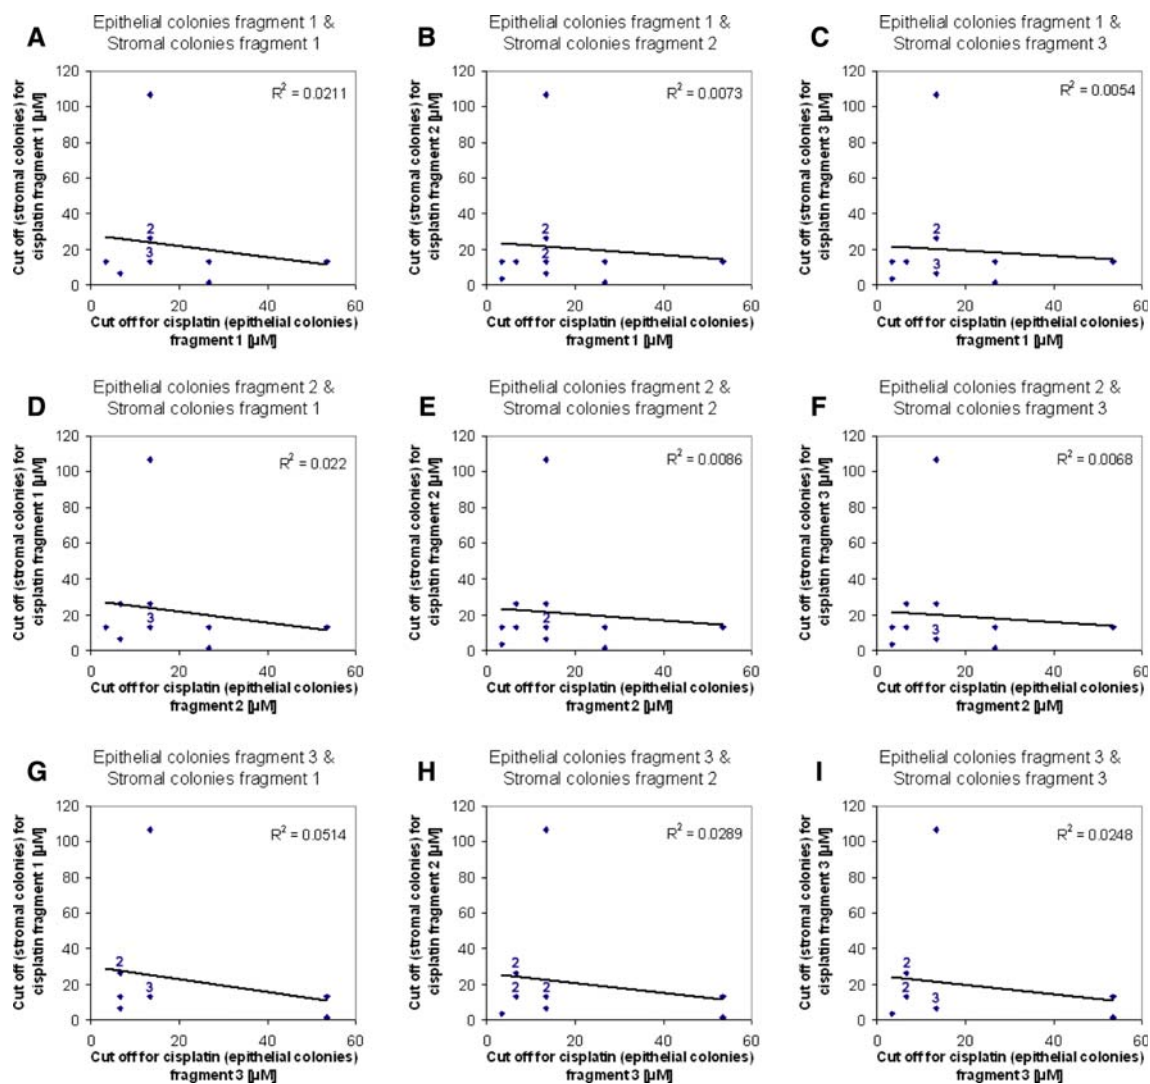 A
Epithelial colonies fragment 1 &
Stromal colonies fragment 1
Cut off (stromal colonies) for
cisplatin fragment 1 [µM]
120
100
80
60
40
20
0
R² = 0.0211
2
3
0 20 40 60
Cut off for cisplatin (epithelial colonies)
fragment 1 [µM]
B
Epithelial colonies fragment 1 &
Stromal colonies fragment 2
Cut off (stromal colonies) for
cisplatin fragment 2 [µM]
120
100
80
60
40
20
0
R² = 0.0073
2
2
0 20 40 60
Cut off for cisplatin (epithelial colonies)
fragment 1 [µM]
C
Epithelial colonies fragment 1 &
Stromal colonies fragment 3
Cut off (stromal colonies) for
cisplatin fragment 3 [µM]
120
100
80
60
40
20
0
R² = 0.0054
2
3
0 20 40 60
Cut off for cisplatin (epithelial colonies)
fragment 1 [µM]
D
Epithelial colonies fragment 2 &
Stromal colonies fragment 1
Cut off (stromal colonies) for
cisplatin fragment 1 [µM]
120
100
80
60
40
20
0
R² = 0.022
3
0 20 40 60
Cut off for cisplatin (epithelial colonies)
fragment 2 [µM]
E
Epithelial colonies fragment 2 &
Stromal colonies fragment 2
Cut off (stromal colonies) for
cisplatin fragment 2 [µM]
120
100
80
60
40
20
0
R² = 0.0086
2
0 20 40 60
Cut off for cisplatin (epithelial colonies)
fragment 2 [µM]
F
Epithelial colonies fragment 2 &
Stromal colonies fragment 3
Cut off (stromal colonies) for
cisplatin fragment 3 [µM]
120
100
80
60
40
20
0
R² = 0.0068
3
0 20 40 60
Cut off for cisplatin (epithelial colonies)
fragment 2 [µM]
G
Epithelial colonies fragment 3 &
Stromal colonies fragment 1
Cut off (stromal colonies) for
cisplatin fragment 1 [µM]
120
100
80
60
40
20
0
R² = 0.0514
2
3
0 20 40 60
Cut off for cisplatin (epithelial colonies)
fragment 3 [µM]
H
Epithelial colonies fragment 3 &
Stromal colonies fragment 2
Cut off (stromal colonies) for
cisplatin fragment 2 [µM]
120
100
80
60
40
20
0
R² = 0.0289
2
2 2
0 20 40 60
Cut off for cisplatin (epithelial colonies)
fragment 3 [µM]
I
Epithelial colonies fragment 3 &
Stromal colonies fragment 3
Cut off (stromal colonies) for
cisplatin fragment 3 [µM]
120
100
80
60
40
20
0
R² = 0.0248
2
2
3
0 20 40 60
Cut off for cisplatin (epithelial colonies)
fragment 3 [µM]